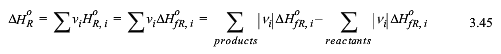 ΔH°_R = ∑ν_i H°_{R, i} = ∑ν_i ΔH°_{fR, i} = ∑_{products} |ν_i| ΔH°_{fR, i} − ∑_{reactants} |ν_i| ΔH°_{fR, i} 3.45